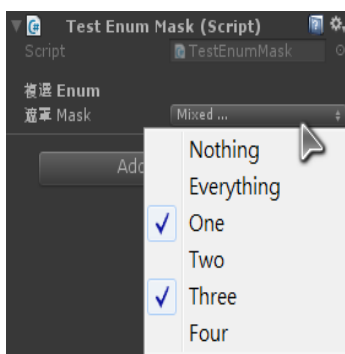 Test Enum Mask (Script)
Script TestEnumMask
複選 Enum
遮罩 Mask Mixed ...
Add
Nothing
Everything
One
Two
Three
Four